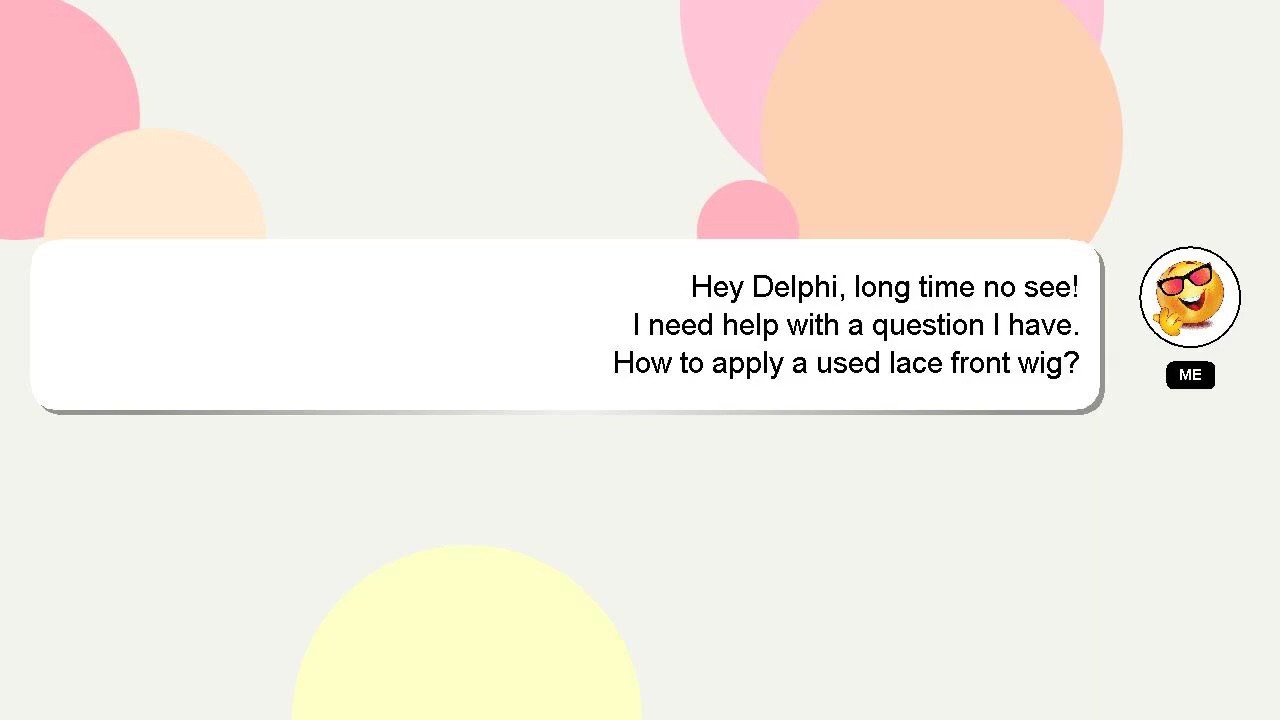 Hey Delphi, long time no see!
I need help with a question I have.
How to apply a used lace front wig?
ME